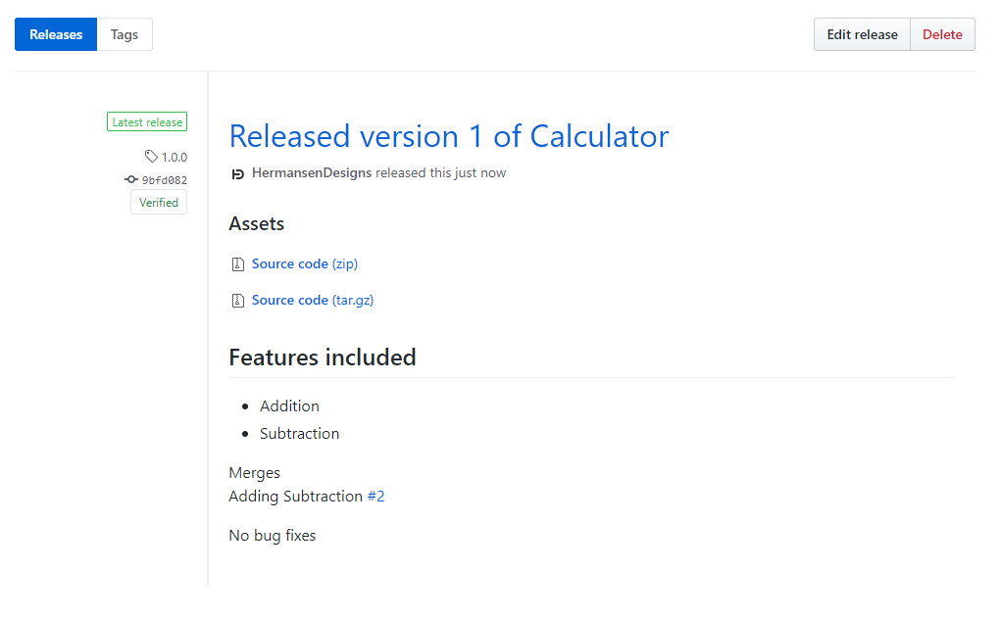 Releases Tags Edit release Delete
Latest release
1.0.0
9bfd082
Verified
Released version 1 of Calculator
HermansenDesigns released this just now
Assets
Source code (zip)
Source code (tar.gz)
Features included
Addition
Subtraction
Merges
Adding Subtraction #2
No bug fixes